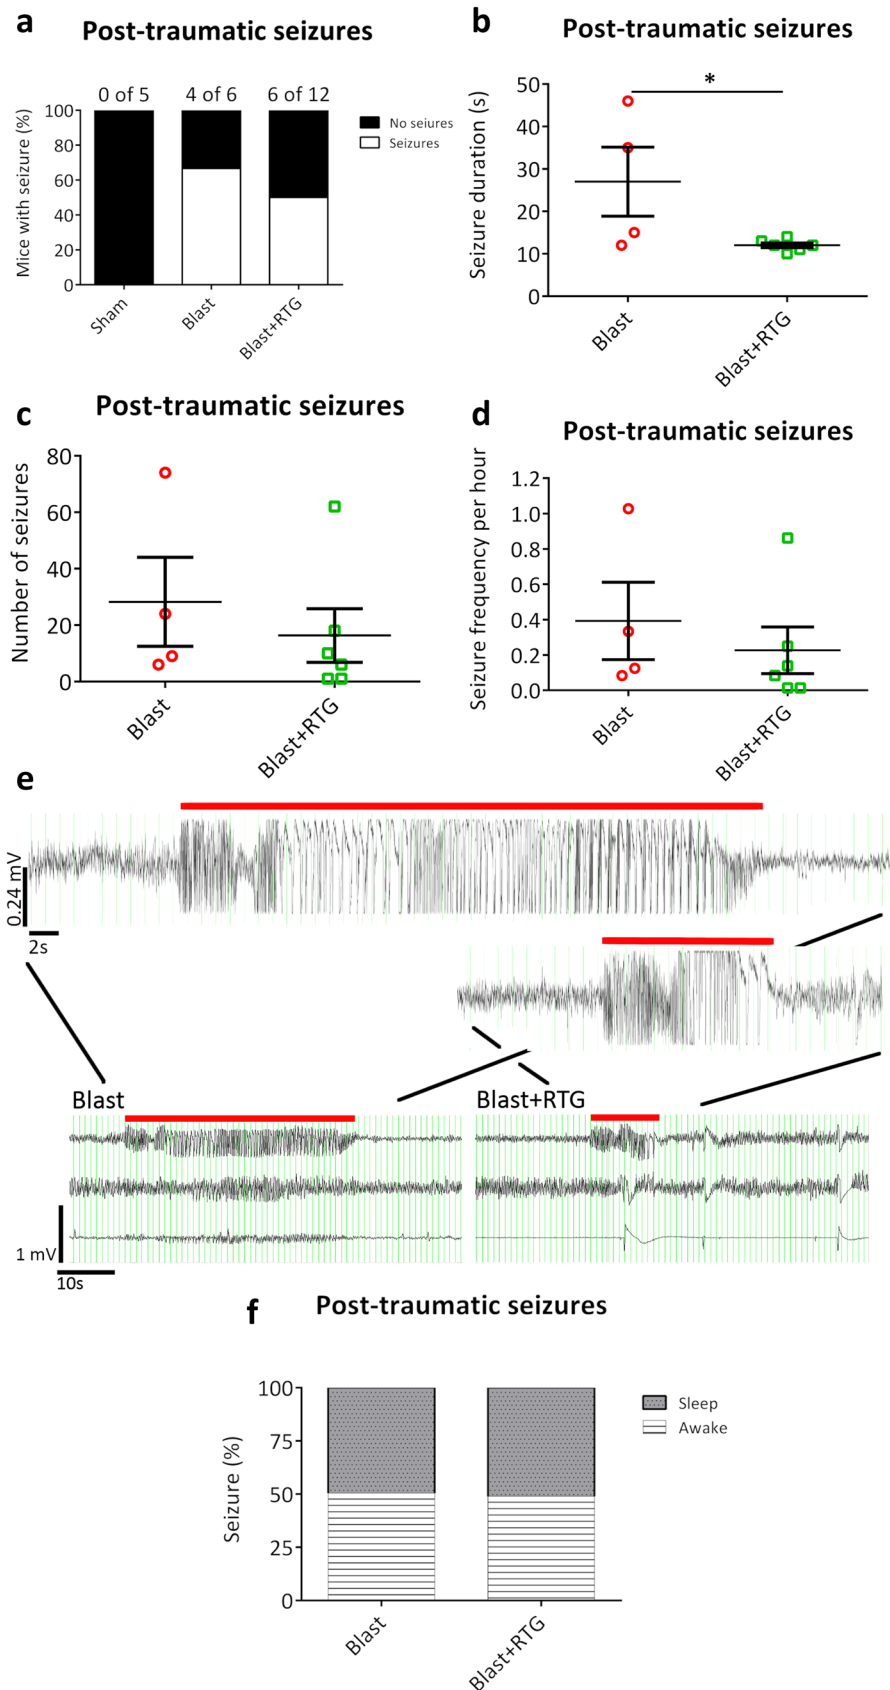 a
Post-traumatic seizures
0 of 5
4 of 6
6 of 12
Mice with seizure (%)
100
80
60
40
20
0
Sham
Blast
Blast+RTG
No seiures
Seizures
b
Post-traumatic seizures
*
Seizure duration (s)
50
40
30
20
10
0
Blast
Blast+RTG
c
Post-traumatic seizures
Number of seizures
80
60
40
20
0
Blast
Blast+RTG
d
Post-traumatic seizures
Seizure frequency per hour
1.2
1.0
0.8
0.6
0.4
0.2
0.0
Blast
Blast+RTG
e
0.24 mV
2s
Blast
Blast+RTG
1 mV
10s
f
Post-traumatic seizures
Seizure (%)
100
75
50
25
0
Blast
Blast+RTG
Sleep
Awake